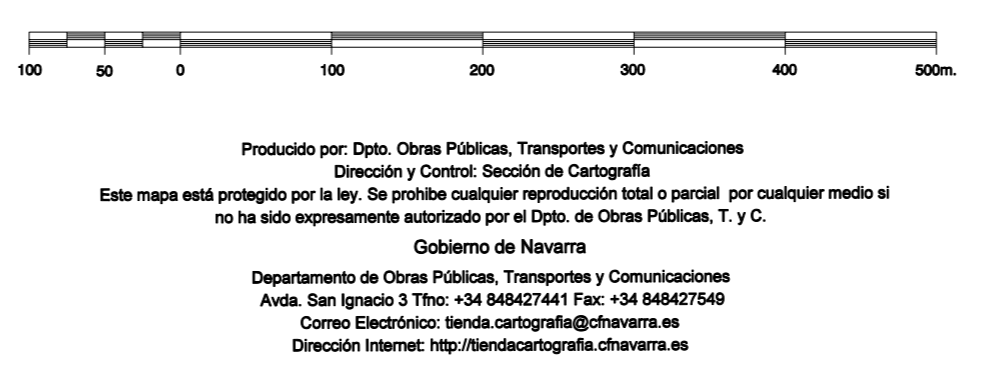 100 50 0 100 200 300 400 500m.
Producido por: Dpto. Obras Públicas, Transportes y Comunicaciones
Dirección y Control: Sección de Cartografía
Este mapa está protegido por la ley. Se prohibe cualquier reproducción total o parcial por cualquier medio si
no ha sido expresamente autorizado por el Dpto. de Obras Públicas, T. y C.
Gobierno de Navarra
Departamento de Obras Públicas, Transportes y Comunicaciones
Avda. San Ignacio 3 Tfno: +34 848427441 Fax: +34 848427549
Correo Electrónico: tienda.cartografia@cfnavarra.es
Dirección Internet: http://tiendacartografia.cfnavarra.es